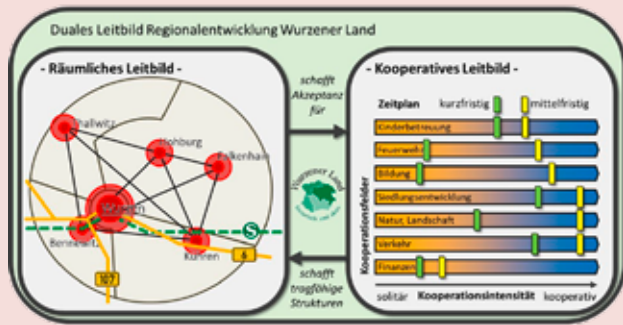 Duales Leitbild Regionalentwicklung Wurzener Land
- Räumliches Leitbild -
Thallwitz
Hohburg
Falkenhain
Wurzen
Bennewitz
Kühren
S
6
107
schafft
Akzeptanz
für
Wurzener Land
schafft
tragfähige
Strukturen
- Kooperatives Leitbild -
Zeitplan kurzfristig mittelfristig
Kooperationsfelder
Kinderbetreuung
Feuerwehr
Bildung
Siedlungsentwicklung
Natur, Landschaft
Verkehr
Finanzen
solitär Kooperationsintensität kooperativ